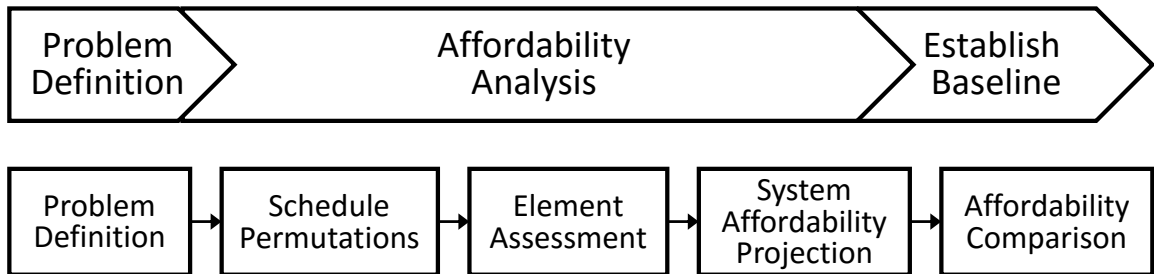 Problem
Definition
Affordability
Analysis
Establish
Baseline
Problem
Definition
Schedule
Permutations
Element
Assessment
System
Affordability
Projection
Affordability
Comparison